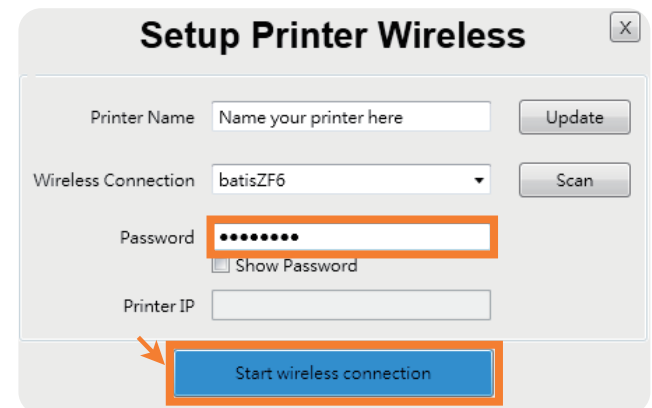 Setup Printer Wireless X
Printer Name Name your printer here Update
Wireless Connection batisZF6 Scan
Password ••••••••
Show Password
Printer IP
Start wireless connection